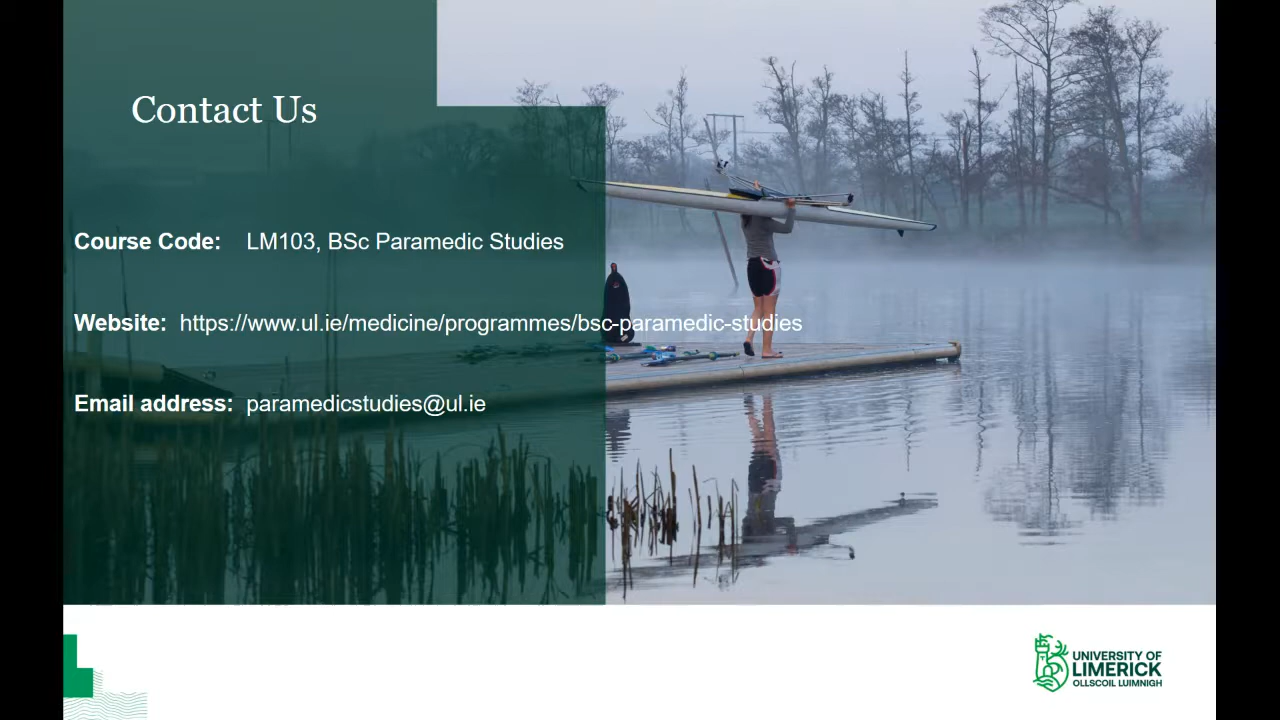 Contact Us
Course Code: LM103, BSc Paramedic Studies
Website: https://www.ul.ie/medicine/programmes/bsc-paramedic-studies
Email address: paramedicstudies@ul.ie
UNIVERSITY OF
LIMERICK
OLLSCOIL LUIMNIGH